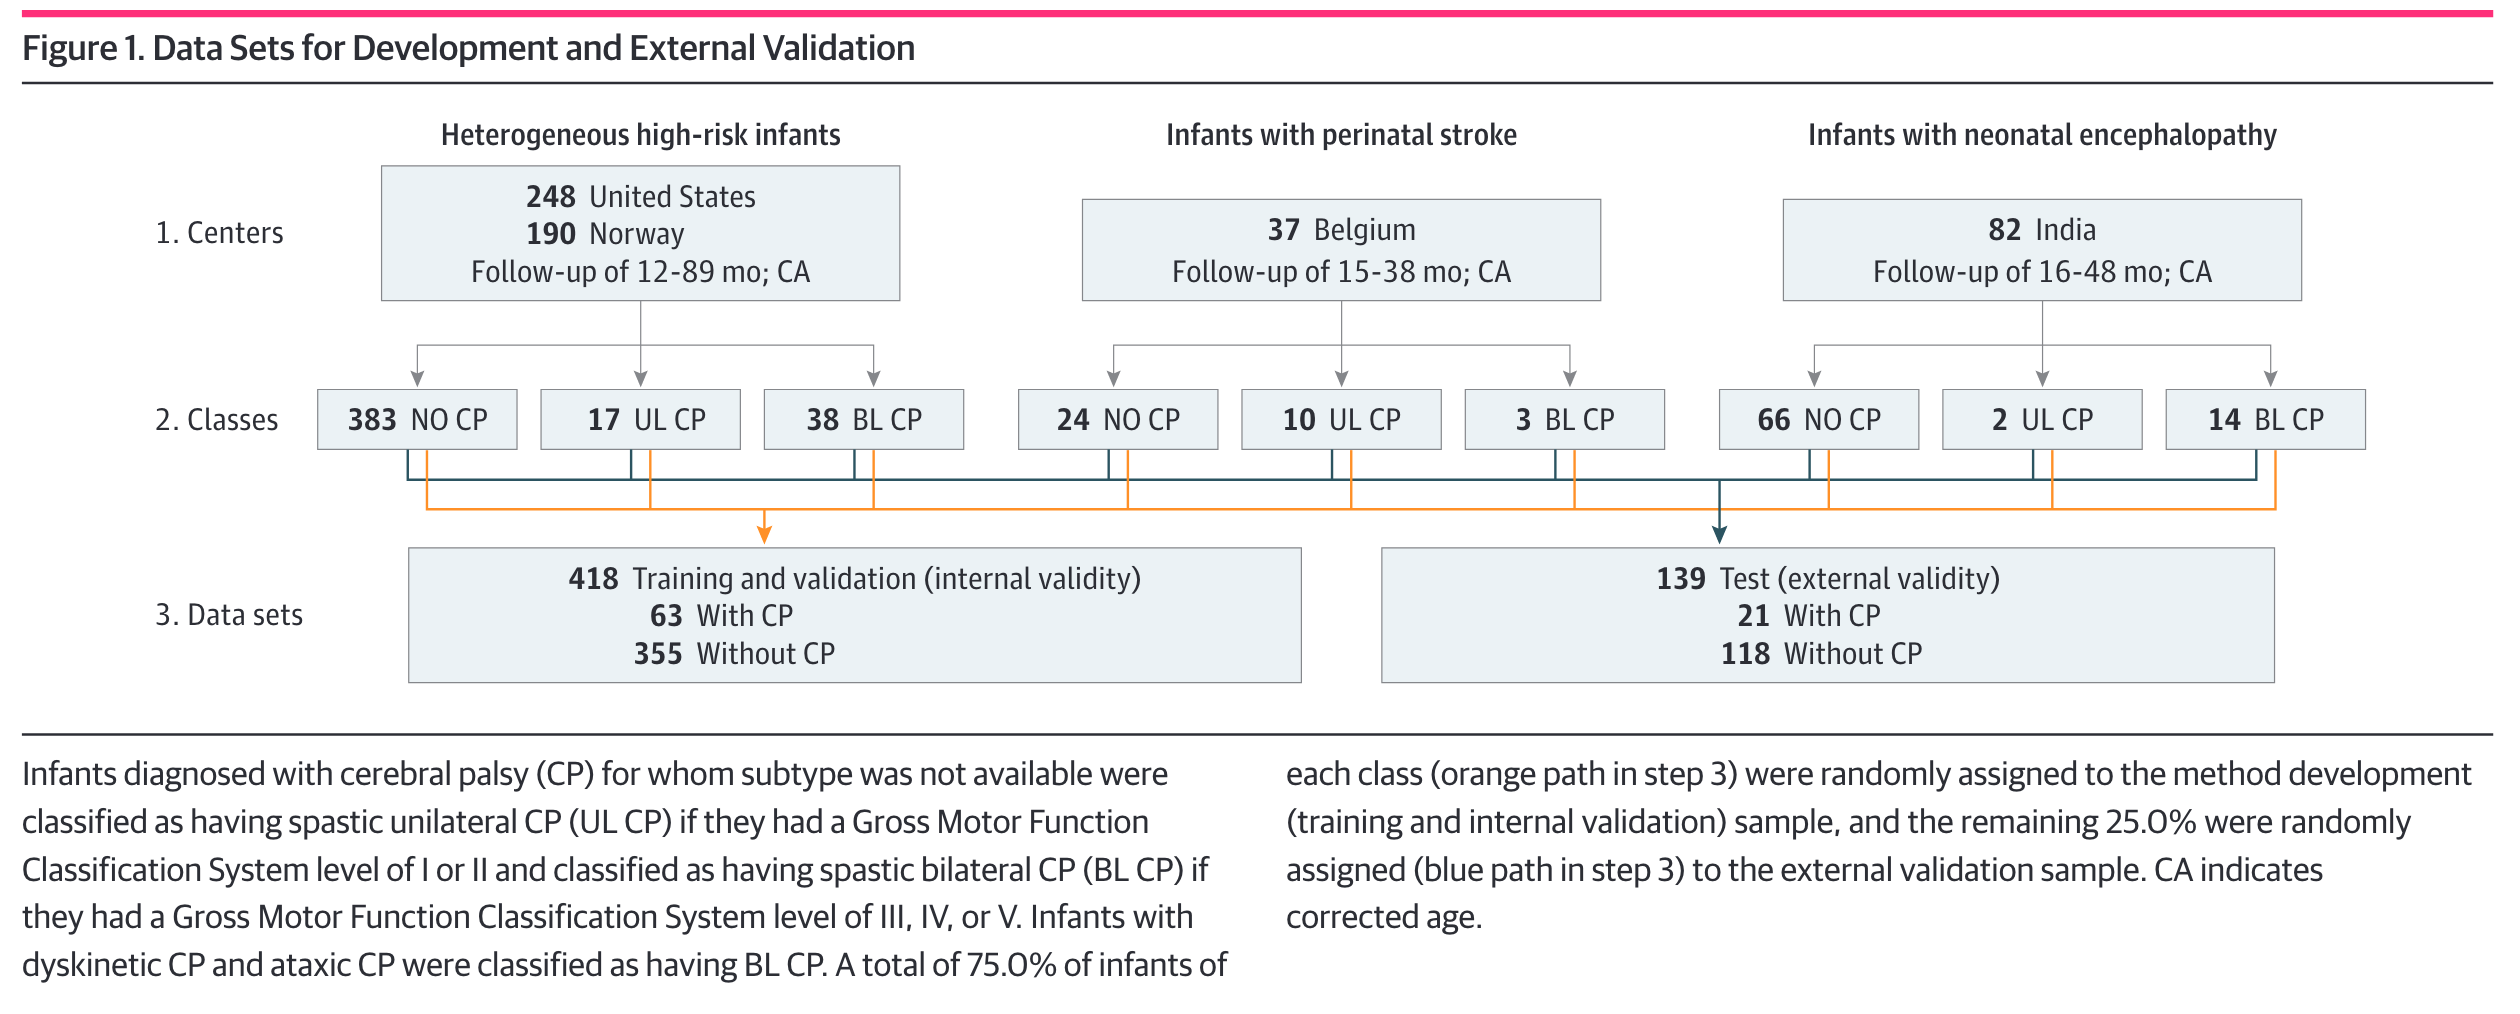 Figure 1. Data Sets for Development and External Validation
Heterogeneous high-risk infants
Infants with perinatal stroke
Infants with neonatal encephalopathy
1. Centers
248 United States
190 Norway
Follow-up of 12-89 mo; CA
37 Belgium
Follow-up of 15-38 mo; CA
82 India
Follow-up of 16-48 mo; CA
2. Classes
383 NO CP
17 UL CP
38 BL CP
24 NO CP
10 UL CP
3 BL CP
66 NO CP
2 UL CP
14 BL CP
3. Data sets
418 Training and validation (internal validity)
63 With CP
355 Without CP
139 Test (external validity)
21 With CP
118 Without CP
Infants diagnosed with cerebral palsy (CP) for whom subtype was not available were
classified as having spastic unilateral CP (UL CP) if they had a Gross Motor Function
Classification System level of I or II and classified as having spastic bilateral CP (BL CP) if
they had a Gross Motor Function Classification System level of III, IV, or V. Infants with
dyskinetic CP and ataxic CP were classified as having BL CP. A total of 75.0% of infants of
each class (orange path in step 3) were randomly assigned to the method development
(training and internal validation) sample, and the remaining 25.0% were randomly
assigned (blue path in step 3) to the external validation sample. CA indicates
corrected age.